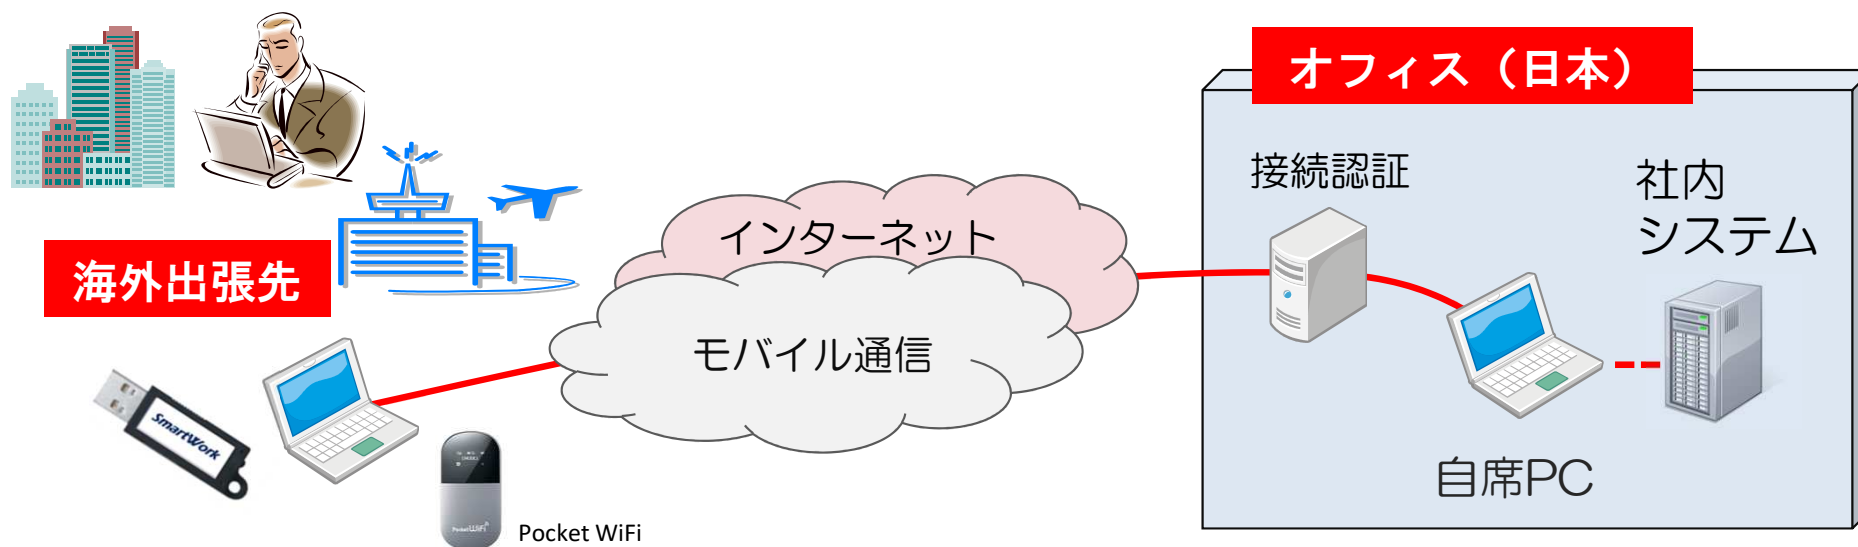 オフィス（日本）
接続認証
社内
システム
インターネット
海外出張先
モバイル通信
SmartWork
自席PC
Pocket WiFi
Pocket WiFi